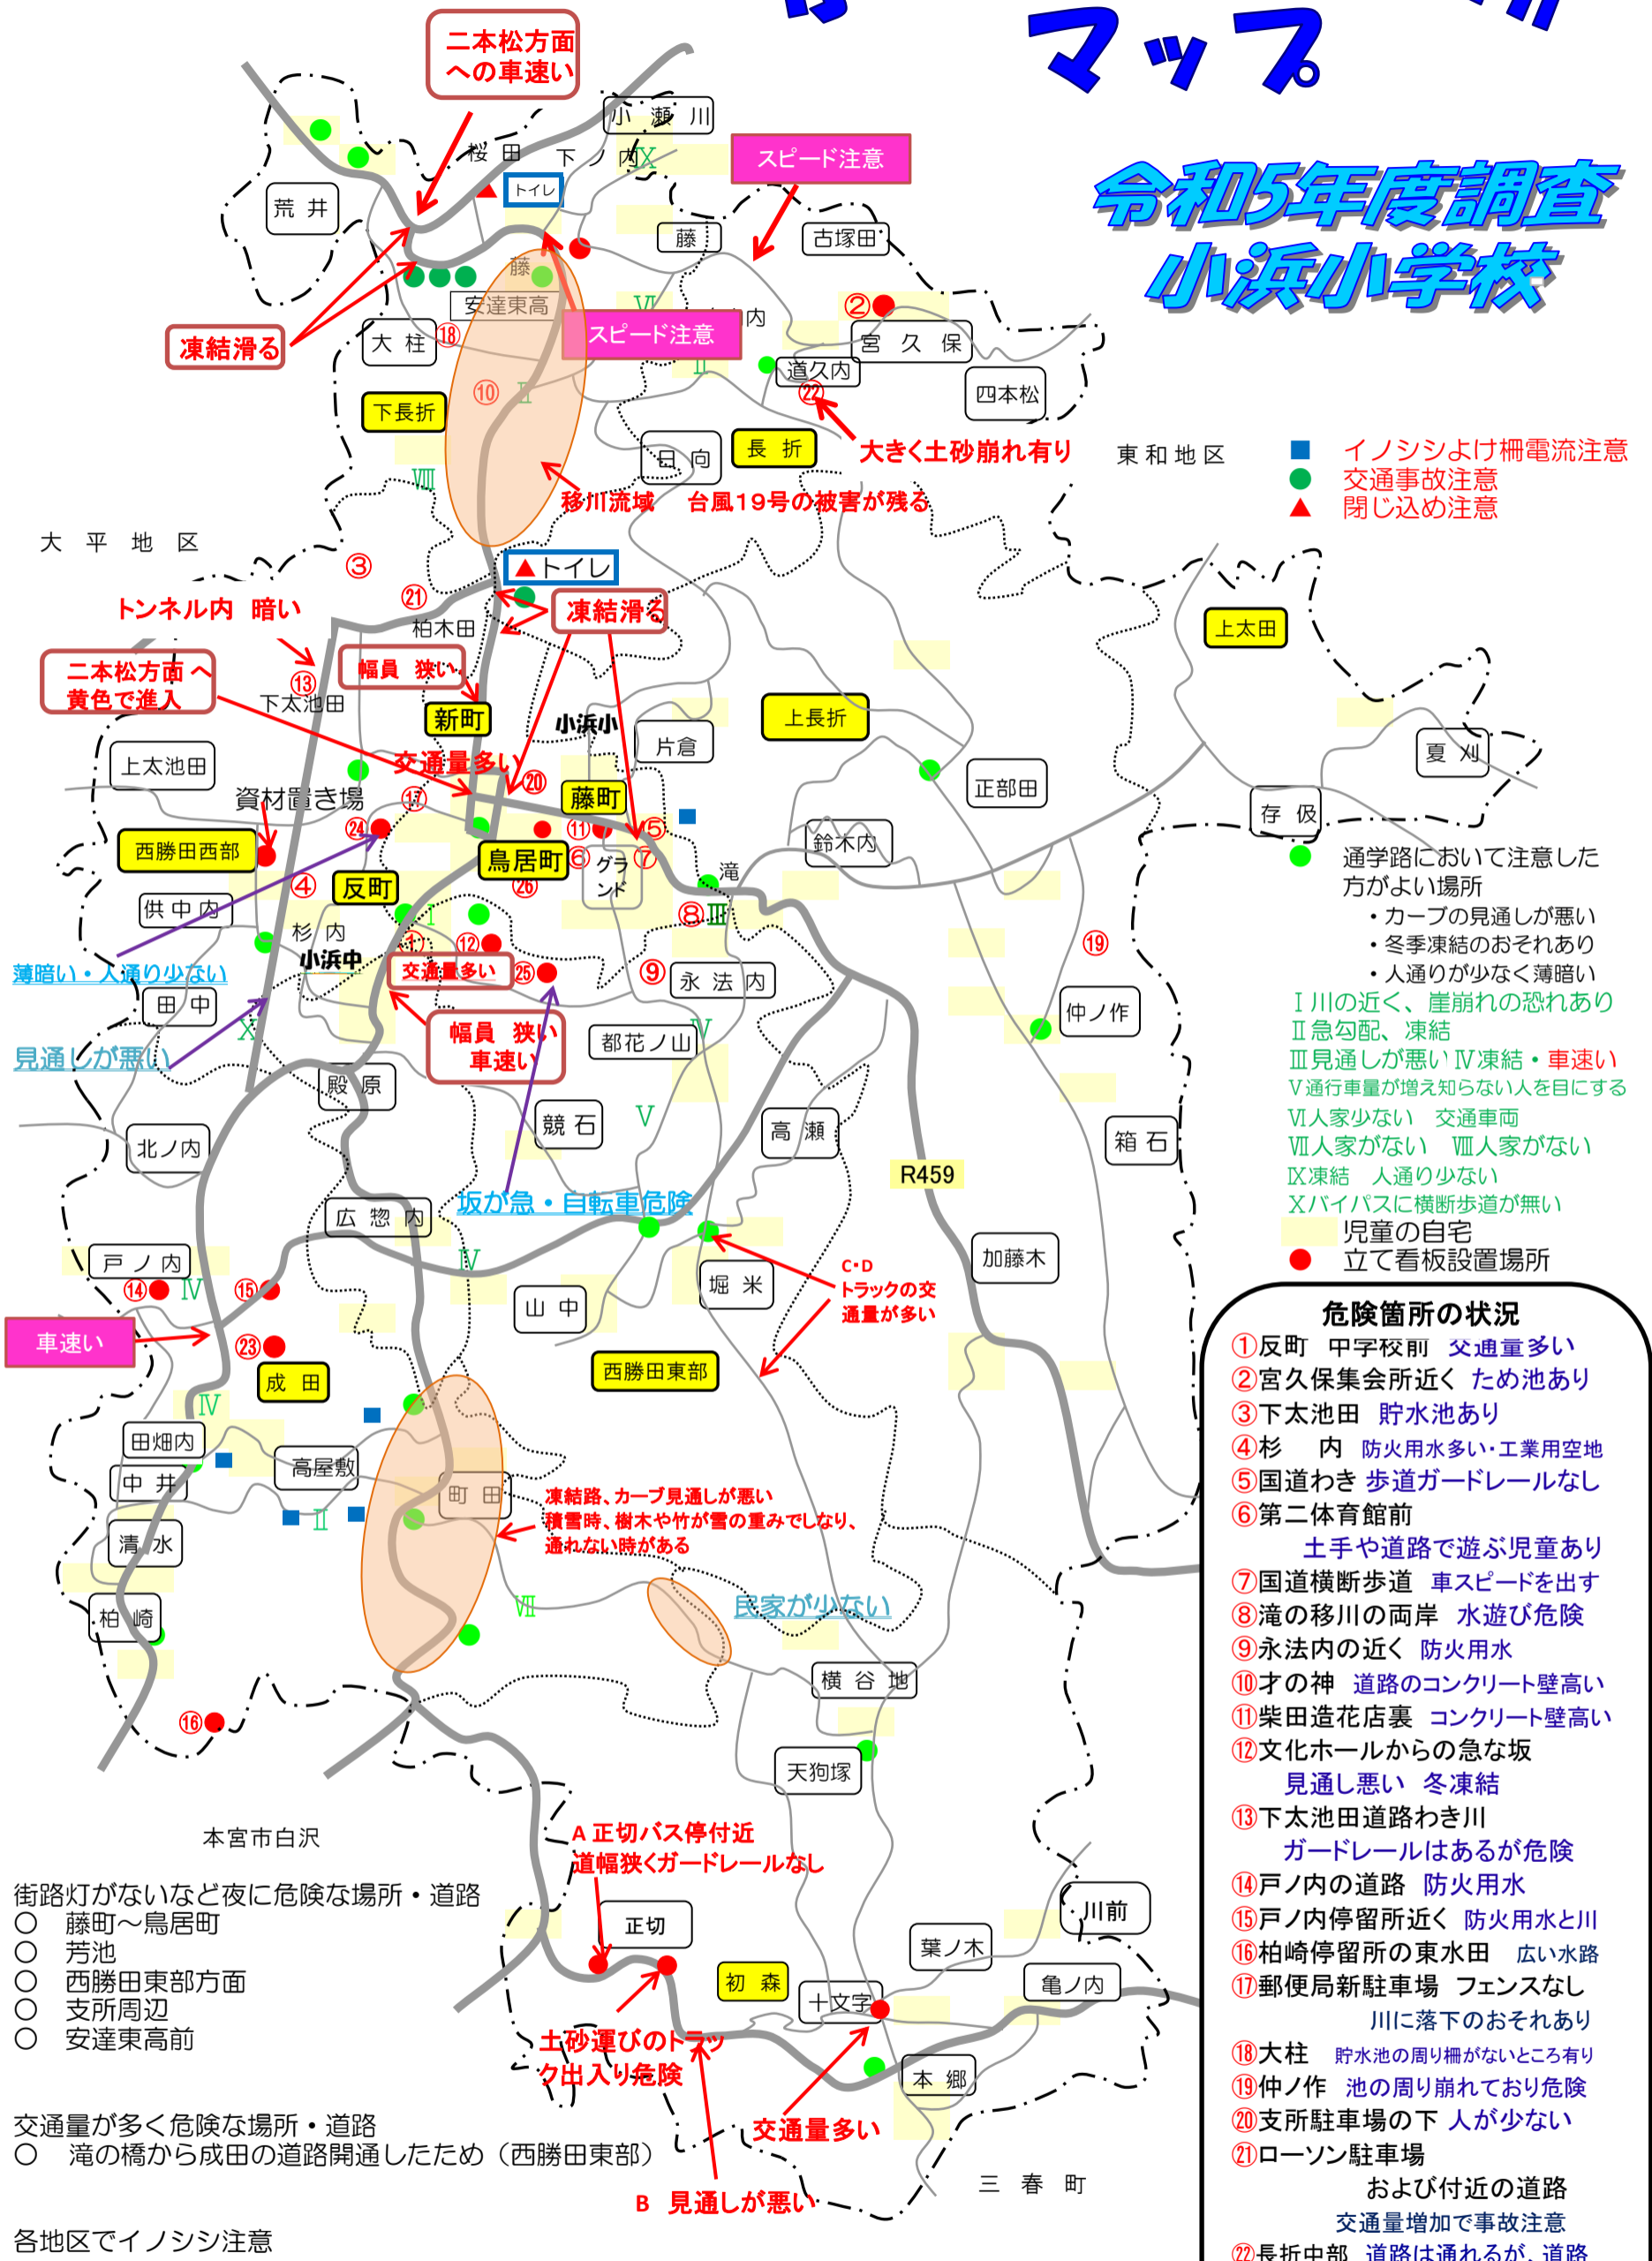 マップ
令和5年度調査
小浜小学校
二本松方面
への車速い
小 瀬 川
桜 田
下 ノ 内
Ⅸ
スピード注意
トイレ
荒 井
藤
古塚田
藤
安達東高
Ⅵ
内
②
宮 久 保
スピード注意
大 柱
⑱
凍結滑る
道久内
㉒
四本松
Ⅱ
⑩
Ⅱ
下長折
日 向
長 折
大きく土砂崩れ有り
東 和 地 区
イノシシよけ柵電流注意
交通事故注意
閉じ込め注意
Ⅷ
移川流域 台風19号の被害が残る
大 平 地 区
③
トイレ
㉑
トンネル内 暗い
凍結滑る
柏木田
上太田
二本松方面 へ
黄色で進入
⑬
幅員 狭い
下太池田
新町
小浜小
片倉
上長折
夏 刈
上太池田
交通量多い
⑳
正部田
資材置き場
⑰
藤町
存 伋
㉔
⑪
⑤
鈴木内
西勝田西部
鳥居町
⑥
グラ
ンド
⑦
滝
通学路において注意した
方がよい場所
・カーブの見通しが悪い
・冬季凍結のおそれあり
・人通りが少なく薄暗い
④
反町
㉖
供 中 内
杉 内
Ⅰ
⑧
Ⅲ
①
⑫
⑲
小浜中
薄暗い・人通り少ない
交通量多い
㉕
⑨
永 法 内
田 中
仲ノ作
Ⅰ川の近く、崖崩れの恐れあり
Ⅱ急勾配、凍結
Ⅲ見通しが悪いⅣ凍結・車速い
Ⅴ通行車量が増え知らない人を目にする
Ⅵ人家少ない 交通車両
Ⅶ人家がない Ⅷ人家がない
Ⅸ凍結 人通り少ない
Ⅹバイパスに横断歩道が無い
児童の自宅
立て看板設置場所
見通しが悪い
Ⅹ
幅員 狭い
車速い
都花ノ山
Ⅴ
殿 原
競 石
Ⅴ
高 瀬
箱 石
北ノ内
R459
坂が急・自転車危険
広 惣 内
戸 ノ 内
Ⅳ
加藤木
⑭
Ⅳ
⑮
C・D
トラックの交
通量が多い
堀 米
山 中
車速い
㉓
成 田
西勝田東部
Ⅳ
田畑内
中 井
高屋敷
町 田
Ⅱ
清 水
凍結路、カーブ見通しが悪い
積雪時、樹木や竹が雪の重みでしなり、
通れない時がある
柏 崎
Ⅶ
民家が少ない
横 谷 地
⑯
天狗塚
本宮市白沢
A 正切バス停付近
道幅狭くガードレールなし
正切
川前
葉ノ木
初 森
十文字
亀ノ内
土砂運びのトラッ
ク出入り危険
本 郷
交通量多い
B 見通しが悪い
三 春 町
街路灯がないなど夜に危険な場所・道路
○ 藤町～鳥居町
○ 芳池
○ 西勝田東部方面
○ 支所周辺
○ 安達東高前
交通量が多く危険な場所・道路
○ 滝の橋から成田の道路開通したため（西勝田東部）
各地区でイノシシ注意
危険箇所の状況
①反町 中学校前 交通量多い
②宮久保集会所近く ため池あり
③下太池田 貯水池あり
④杉 内 防火用水多い・工業用空地
⑤国道わき 歩道ガードレールなし
⑥第二体育館前
土手や道路で遊ぶ児童あり
⑦国道横断歩道 車スピードを出す
⑧滝の移川の両岸 水遊び危険
⑨永法内の近く 防火用水
⑩才の神 道路のコンクリート壁高い
⑪柴田造花店裏 コンクリート壁高い
⑫文化ホールからの急な坂
見通し悪い 冬凍結
⑬下太池田道路わき川
ガードレールはあるが危険
⑭戸ノ内の道路 防火用水
⑮戸ノ内停留所近く 防火用水と川
⑯柏崎停留所の東水田 広い水路
⑰郵便局新駐車場 フェンスなし
川に落下のおそれあり
⑱大柱 貯水池の周り柵がないところ有り
⑲仲ノ作 池の周り崩れており危険
⑳支所駐車場の下 人が少ない
㉑ローソン駐車場
および付近の道路
交通量増加で事故注意
㉒長折中部 道路は通れるが、道路